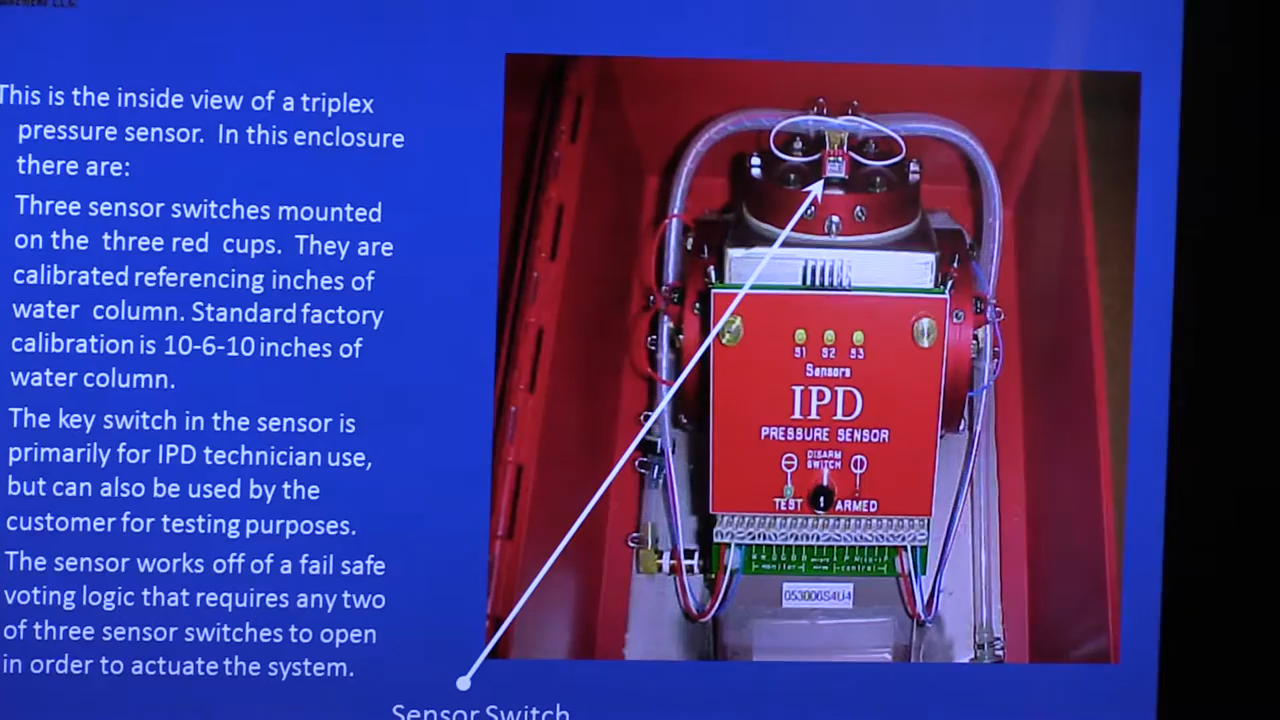 This is the inside view of a triplex
pressure sensor. In this enclosure
there are:
Three sensor switches mounted
on the three red cups. They are
calibrated referencing inches of
water column. Standard factory
calibration is 10-6-10 inches of
water column.
The key switch in the sensor is
primarily for IPD technician use,
but can also be used by the
customer for testing purposes.
The sensor works off of a fail safe
voting logic that requires any two
of three sensor switches to open
in order to actuate the system.
S1 S2 S3
Sensors
IPD
PRESSURE SENSOR
DISARM
SWITCH
TEST ARMED
monitor
control
053006S4U4
Sensor Switch